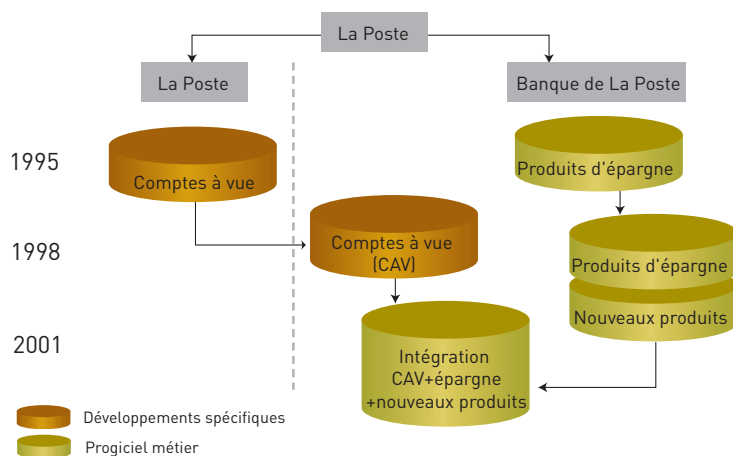 La Poste
La Poste
Banque de La Poste
1995
Comptes à vue
Produits d'épargne
1998
Comptes à vue
(CAV)
Produits d'épargne
Nouveaux produits
2001
Intégration
CAV+épargne
+nouveaux produits
Développements spécifiques
Progiciel métier